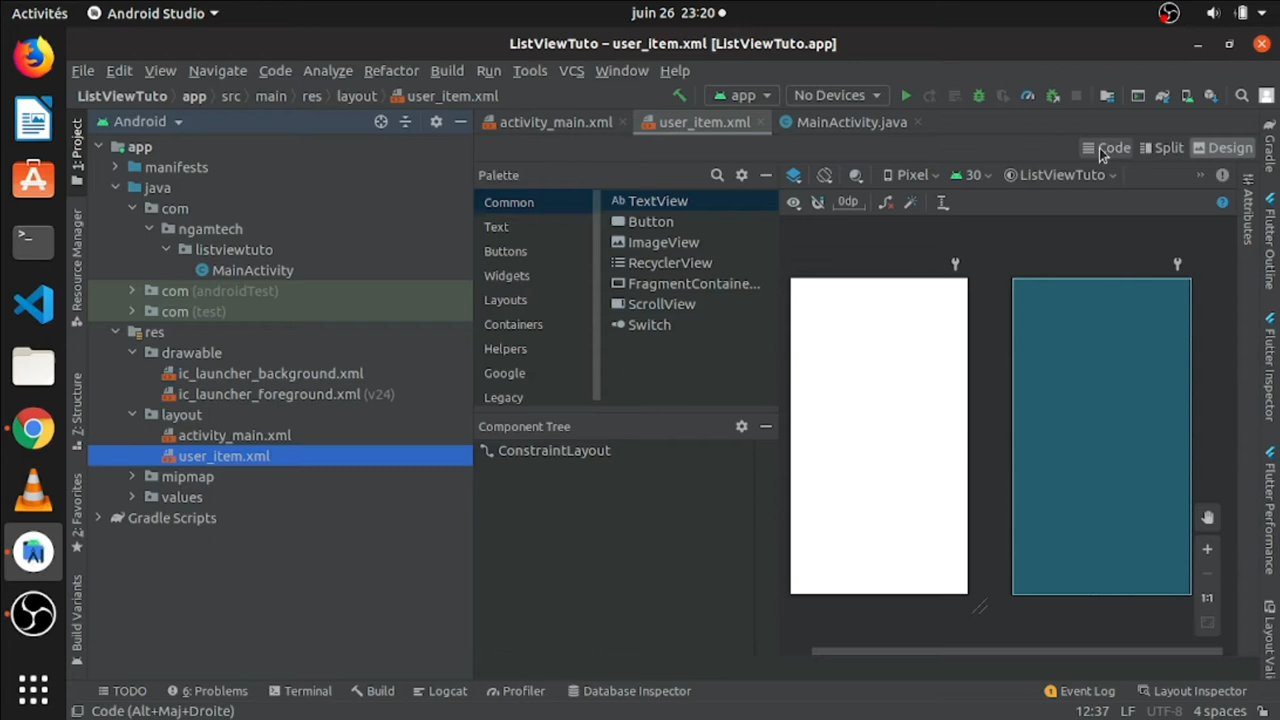 Activités
Android Studio
juin 26 23:20
ListViewTuto – user_item.xml [ListViewTuto.app]
File Edit View Navigate Code Analyze Refactor Build Run Tools VCS Window Help
ListViewTuto app src main res layout user_item.xml
app
No Devices
1: Project
Resource Manager
7: Structure
2: Favorites
Build Variants
Android
app
manifests
java
com
ngamtech
listviewtuto
MainActivity
com (androidTest)
com (test)
res
drawable
ic_launcher_background.xml
ic_launcher_foreground.xml (v24)
layout
activity_main.xml
user_item.xml
mipmap
values
Gradle Scripts
activity_main.xml
user_item.xml
MainActivity.java
Code
Split
Design
Palette
Common
Text
Buttons
Widgets
Layouts
Containers
Helpers
Google
Legacy
Ab TextView
Button
ImageView
RecyclerView
FragmentContaine...
ScrollView
Switch
Component Tree
ConstraintLayout
Pixel
30
ListViewTuto
0dp
1:1
Gradle
Attributes
Flutter Outline
Flutter Inspector
Flutter Performance
Layout Vali
TODO
6: Problems
Terminal
Build
Logcat
Profiler
Database Inspector
1 Event Log
Layout Inspector
Code (Alt+Maj+Droite)
12:37 LF UTF-8 4 spaces